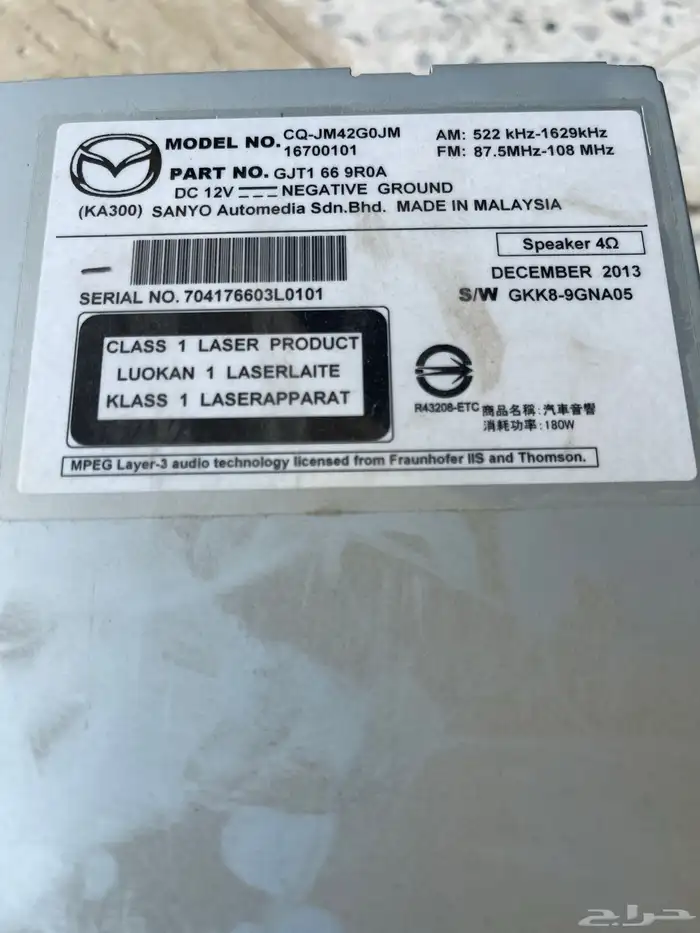 MODEL NO. CQ-JM42G0JM
16700101
AM: 522 kHz-1629kHz
FM: 87.5MHz-108 MHz
PART NO. GJT1 66 9R0A
DC 12V NEGATIVE GROUND
(KA300) SANYO Automedia Sdn.Bhd. MADE IN MALAYSIA
Speaker 4Ω
DECEMBER 2013
SERIAL NO. 704176603L0101
S/W GKK8-9GNA05
CLASS 1 LASER PRODUCT
LUOKAN 1 LASERLAITE
KLASS 1 LASERAPPARAT
R43208-ETC
商品名稱:汽車音響
消耗功率:180W
MPEG Layer-3 audio technology licensed from Fraunhofer IIS and Thomson.
حراج